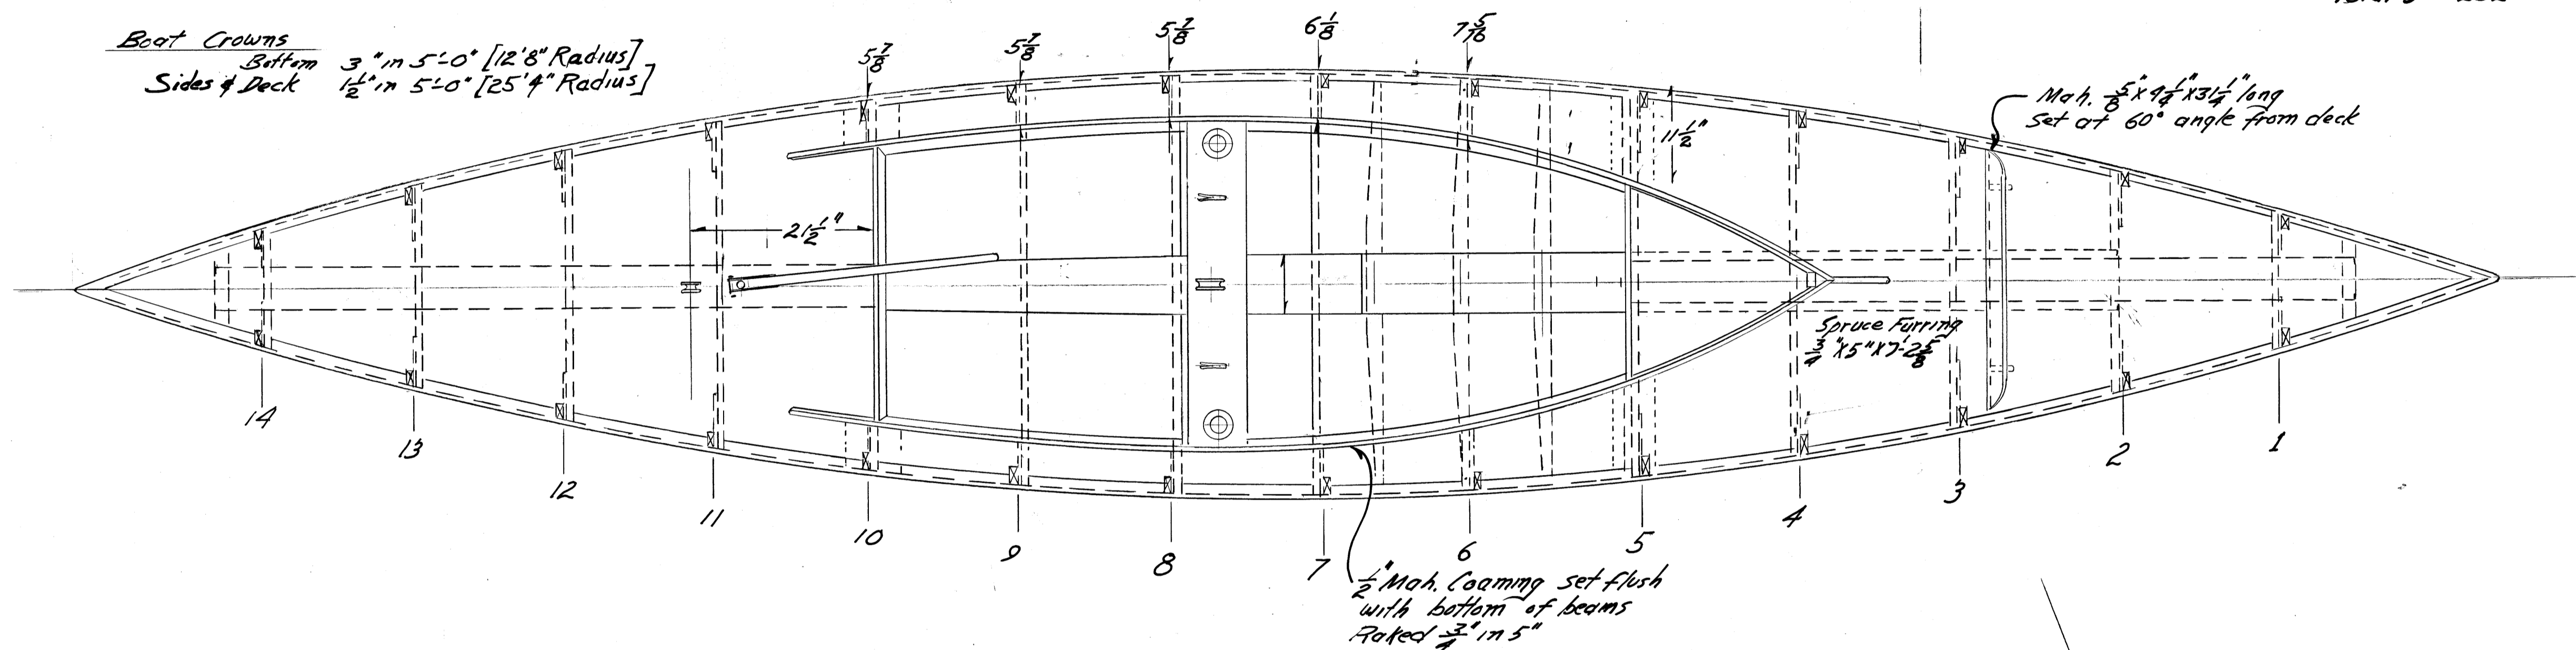 Boat Crowns
Bottom 3" in 5'-0" [12'8" Radius]
Sides & Deck 1½" in 5'-0" [25'4" Radius]
5⅞
5⅞
5⅞
6⅛
7 5/16
11½"
Mah. ⅝" x 4¼" x 31¼" long
Set at 60° angle from deck
21½"
Spruce Furring
¾" x 5" x 7'-2⅝
14
13
12
11
10
9
8
7
6
5
4
3
2
1
½" Mah. Coaming set flush
with bottom of beams
Raked ¾" in 5"